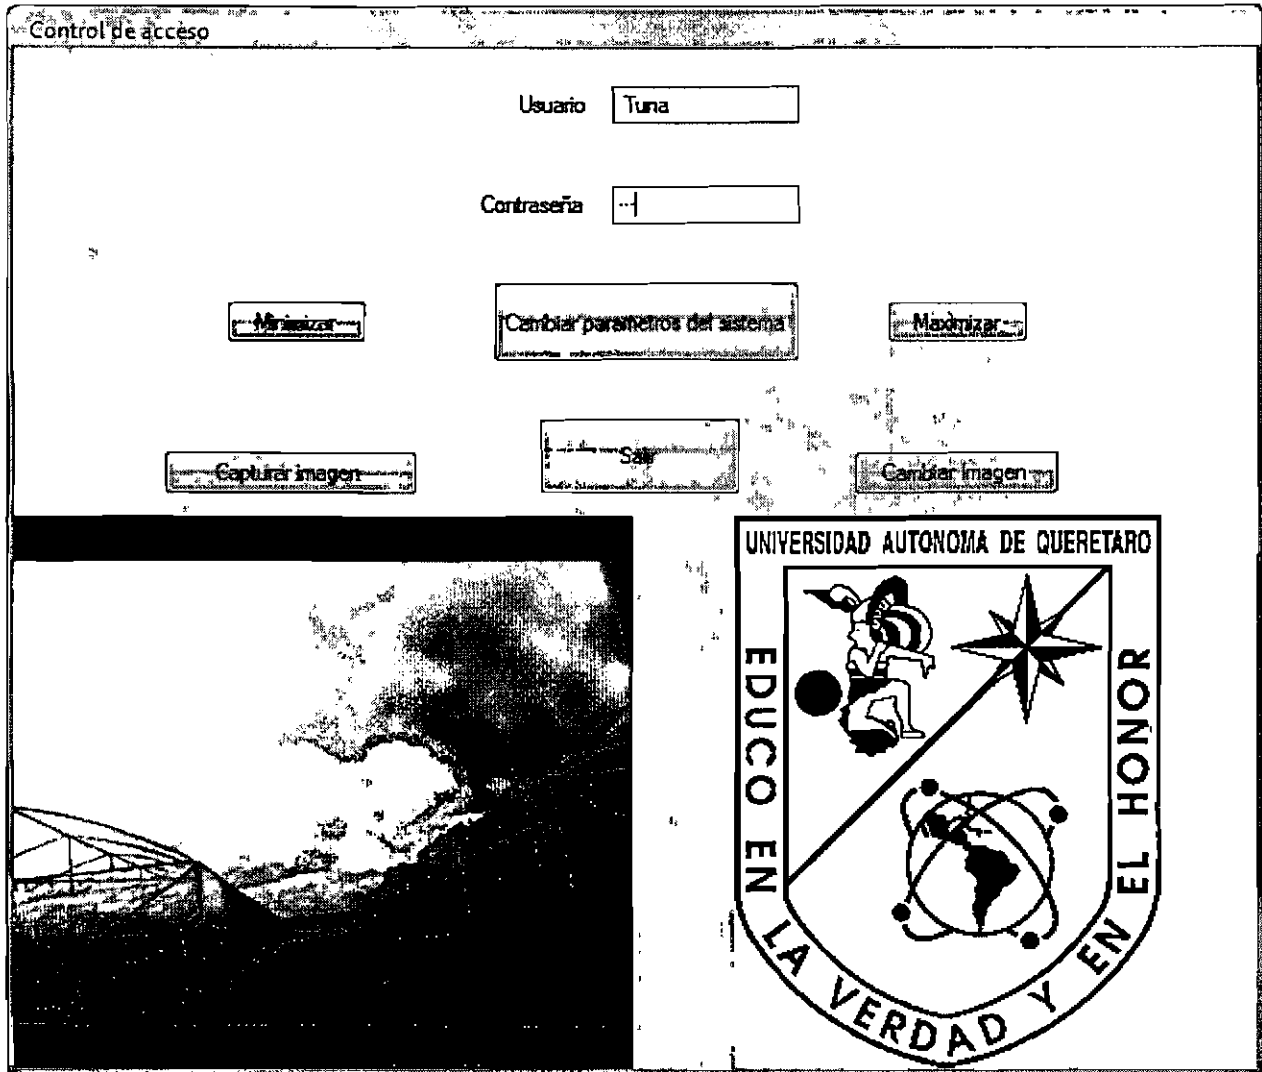 Control de acceso
Usuario Tuna
Contraseña ---
Minimizar Cambiar parametros del sistema Maximizar
Capturar imagen Salir Cambiar imagen
UNIVERSIDAD AUTONOMA DE QUERETARO
EDUCO EN LA VERDAD Y EN EL HONOR